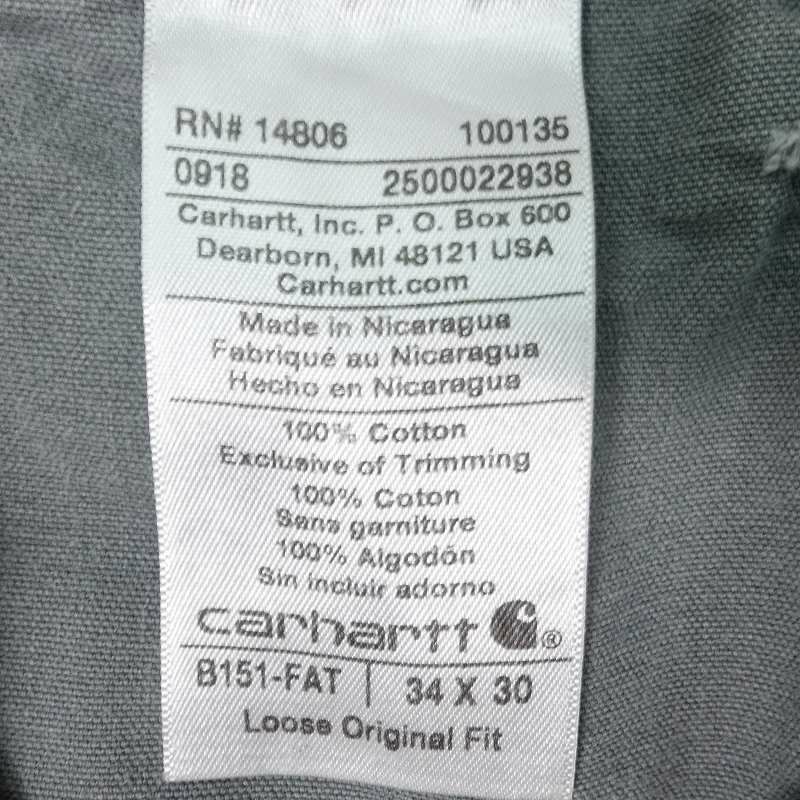 RN# 14806 100135
0918 2500022938
Carhartt, Inc. P. O. Box 600
Dearborn, MI 48121 USA
Carhartt.com
Made in Nicaragua
Fabriqué au Nicaragua
Hecho en Nicaragua
100% Cotton
Exclusive of Trimming
100% Coton
Sans garniture
100% Algodón
Sin incluir adorno
carhartt ®
B151-FAT | 34 X 30
Loose Original Fit